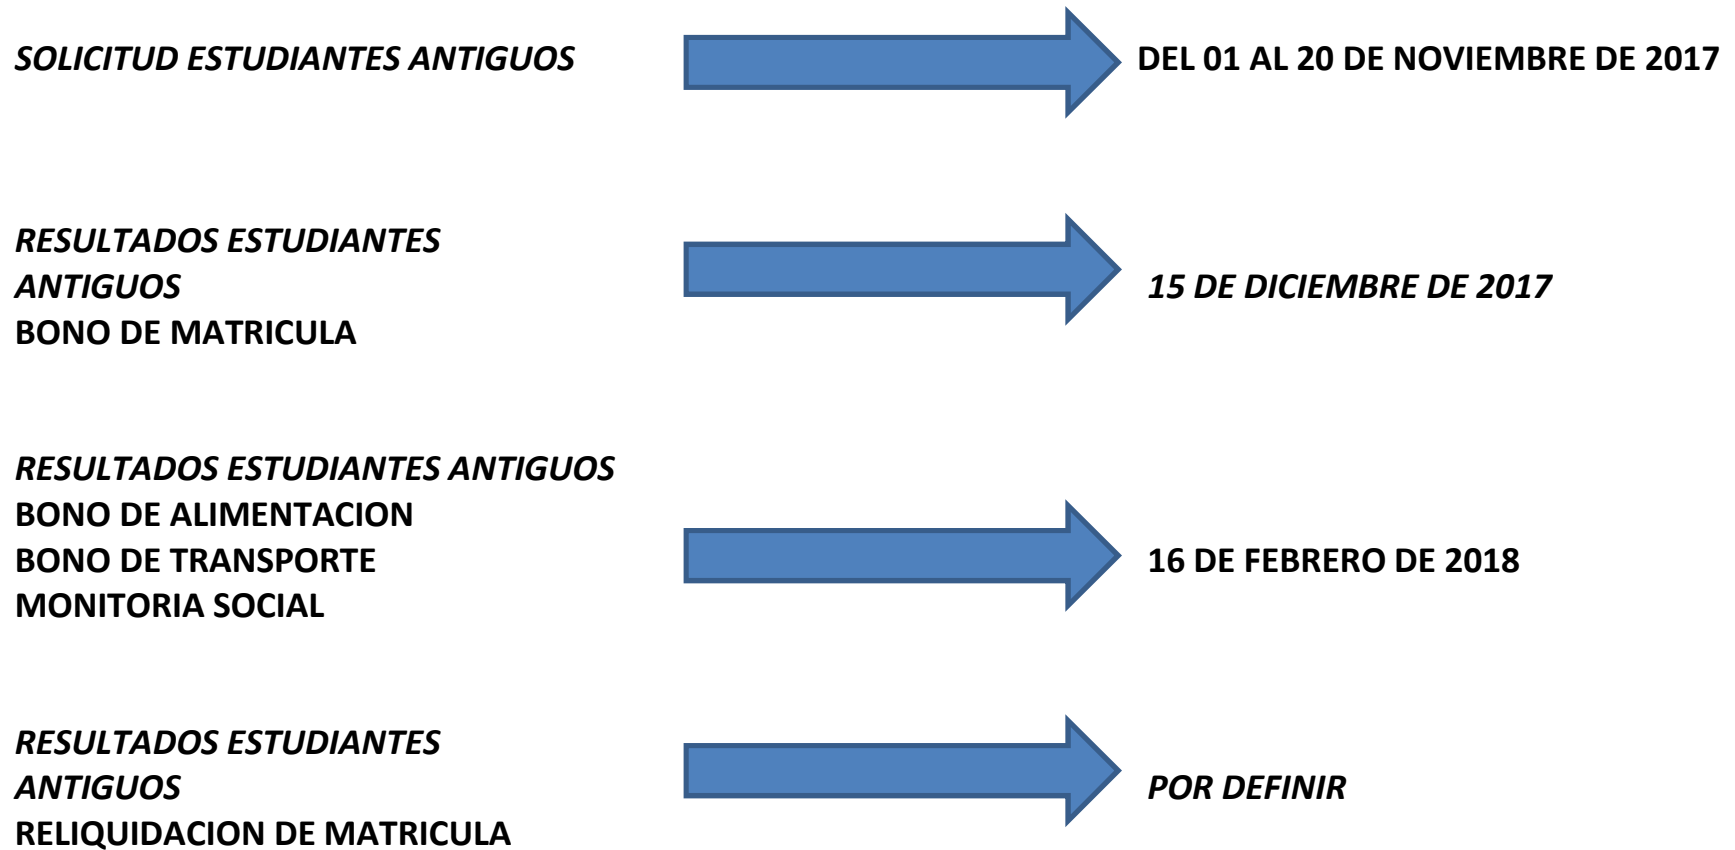 SOLICITUD ESTUDIANTES ANTIGUOS
DEL 01 AL 20 DE NOVIEMBRE DE 2017
RESULTADOS ESTUDIANTES
ANTIGUOS
BONO DE MATRICULA
15 DE DICIEMBRE DE 2017
RESULTADOS ESTUDIANTES ANTIGUOS
BONO DE ALIMENTACION
BONO DE TRANSPORTE
MONITORIA SOCIAL
16 DE FEBRERO DE 2018
RESULTADOS ESTUDIANTES
ANTIGUOS
RELIQUIDACION DE MATRICULA
POR DEFINIR